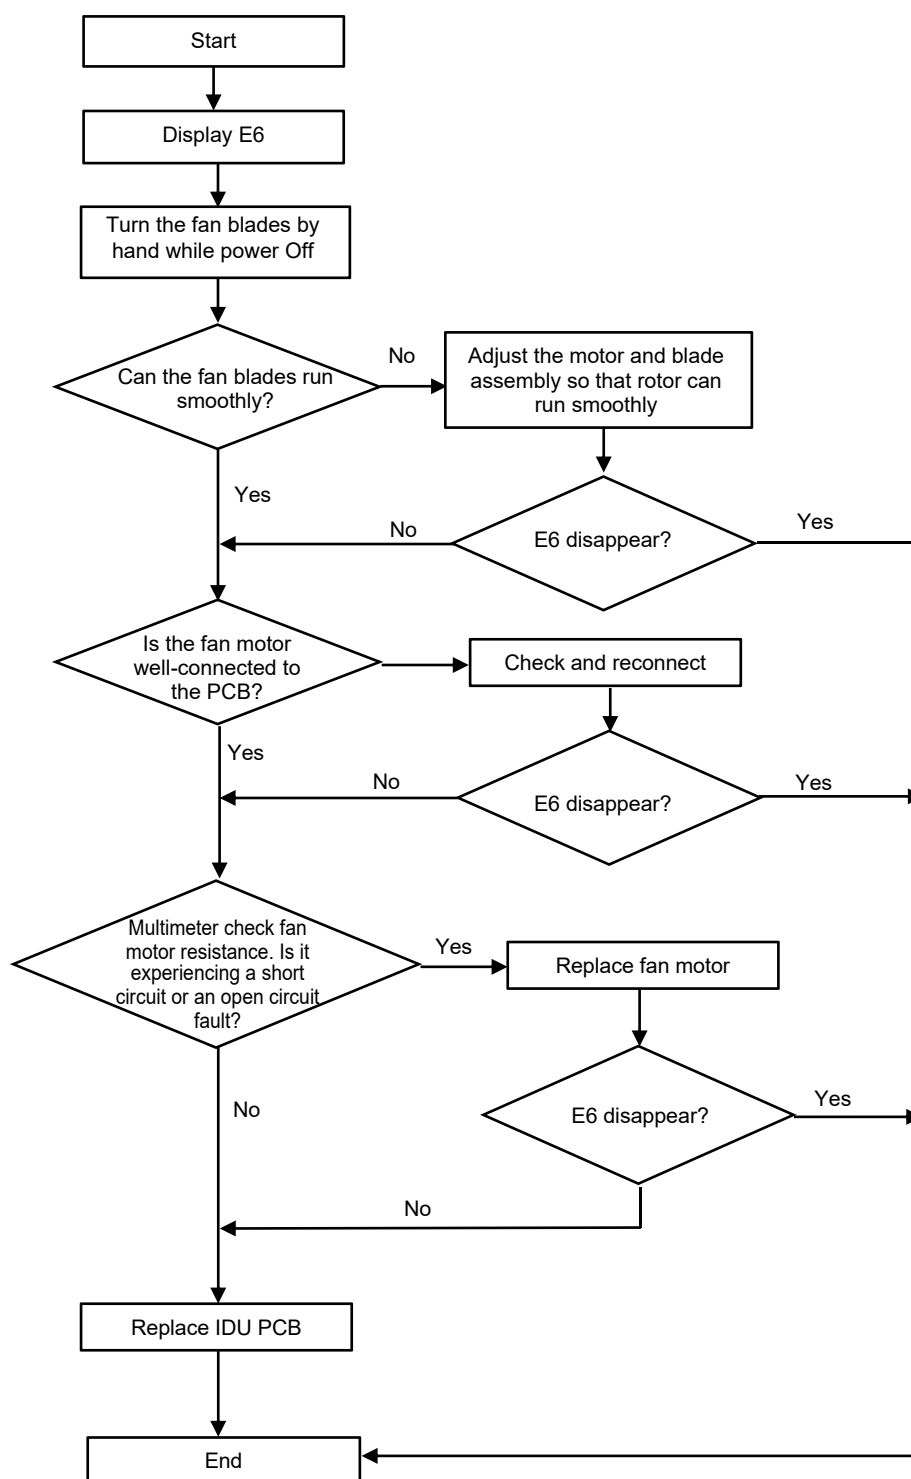 Start
Display E6
Turn the fan blades by
hand while power Off
Can the fan blades run
smoothly?
No
Adjust the motor and blade
assembly so that rotor can
run smoothly
Yes
No
E6 disappear?
Yes
Is the fan motor
well-connected to
the PCB?
Check and reconnect
Yes
No
E6 disappear?
Yes
Multimeter check fan
motor resistance. Is it
experiencing a short
circuit or an open circuit
fault?
Yes
Replace fan motor
No
E6 disappear?
Yes
No
Replace IDU PCB
End